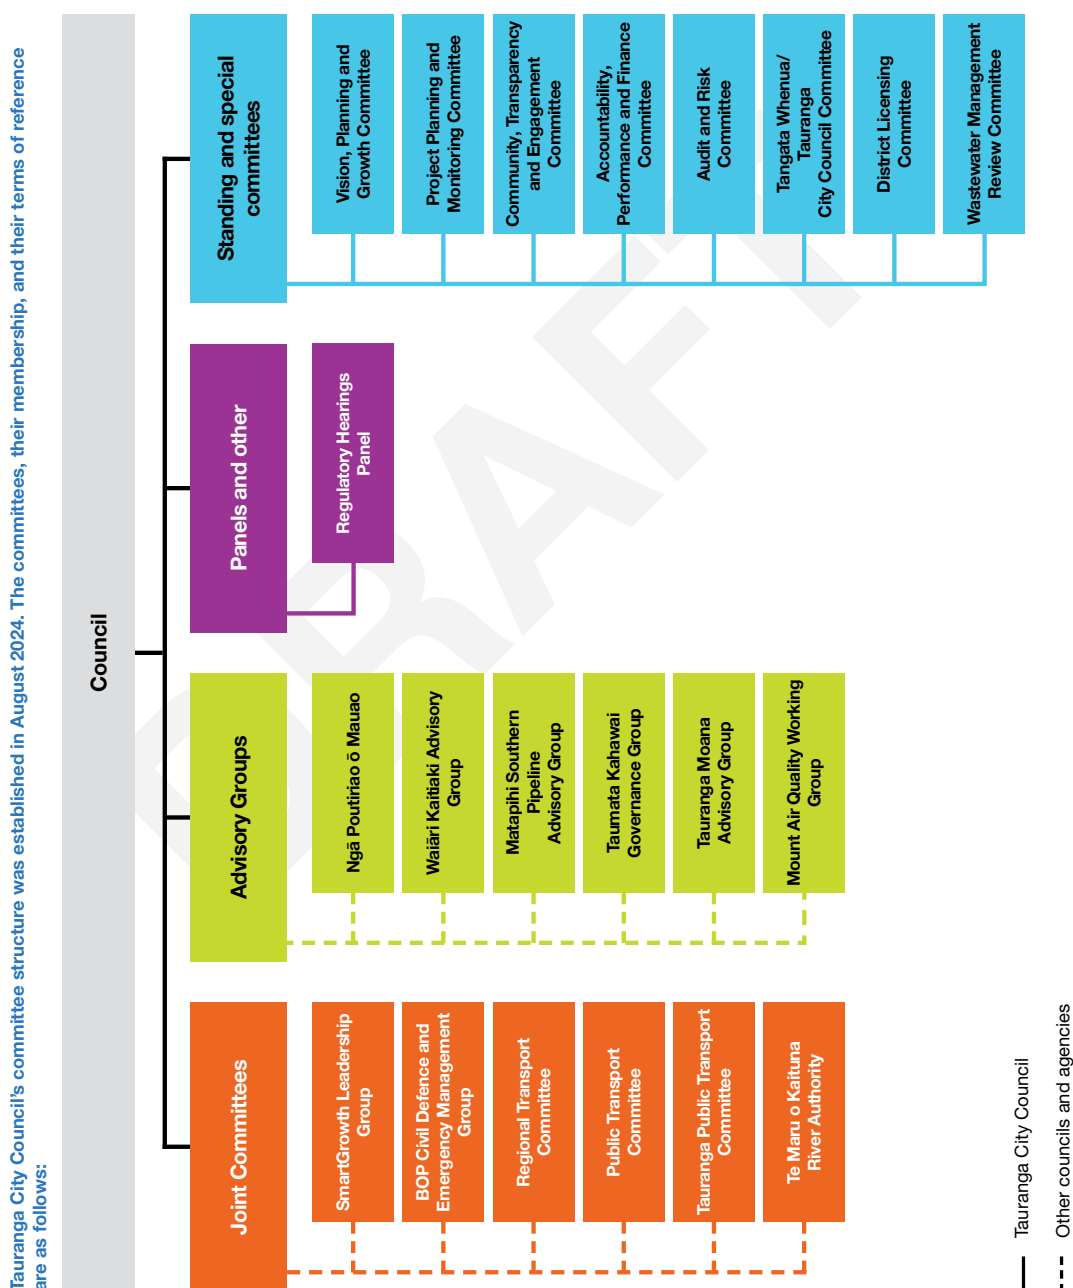 Tauranga City Council's committee structure was established in August 2024. The committees, their membership, and their terms of reference
are as follows:
Council
Joint Committees
SmartGrowth Leadership
Group
BOP Civil Defence and
Emergency Management
Group
Regional Transport
Committee
Public Transport
Committee
Tauranga Public Transport
Committee
Te Maru o Kaituna
River Authority
Advisory Groups
Ngā Poutiriao ō Mauao
Waiāri Kaitiaki Advisory
Group
Matapihi Southern
Pipeline
Advisory Group
Taumata Kahawai
Governance Group
Tauranga Moana
Advisory Group
Mount Air Quality Working
Group
Panels and other
Regulatory Hearings
Panel
Standing and special
committees
Vision, Planning and
Growth Committee
Project Planning and
Monitoring Committee
Community, Transparency
and Engagement
Committee
Accountability,
Performance and Finance
Committee
Audit and Risk
Committee
Tangata Whenua/
Tauranga
City Council Committee
District Licensing
Committee
Wastewater Management
Review Committee
Tauranga City Council
Other councils and agencies
DRAFT